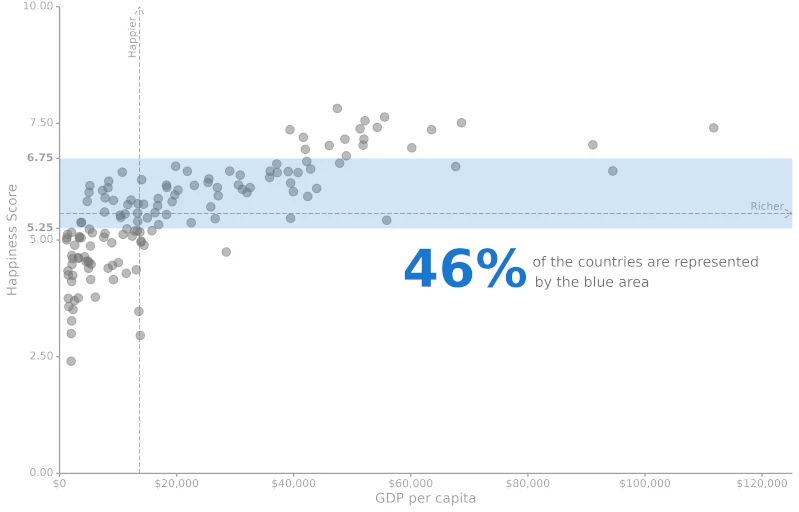 10.00
Happier
7.50
6.75
Richer
5.25
5.00
46% of the countries are represented
by the blue area
Happiness Score
2.50
0.00
$0
$20,000
$40,000
$60,000
$80,000
$100,000
$120,000
GDP per capita